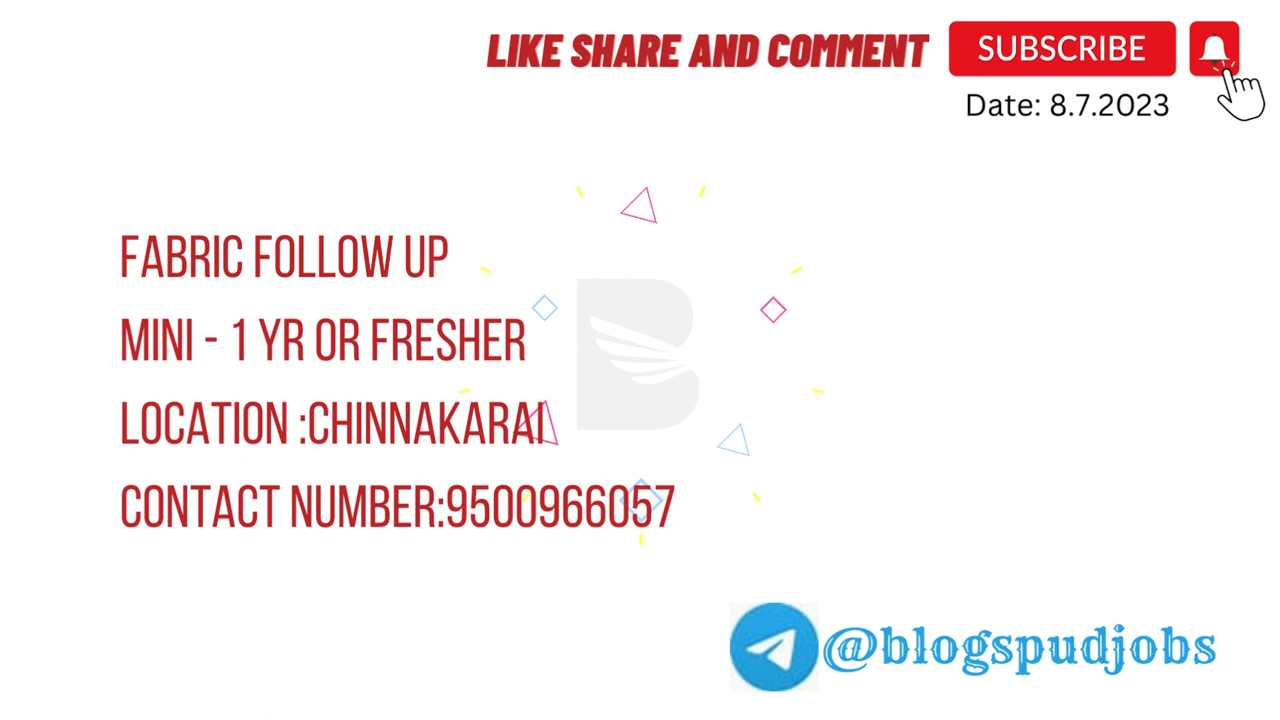 LIKE SHARE AND COMMENT SUBSCRIBE
Date: 8.7.2023
FABRIC FOLLOW UP
MINI - 1 YR OR FRESHER
LOCATION :CHINNAKARAI
CONTACT NUMBER:9500966057
@blogspudjobs